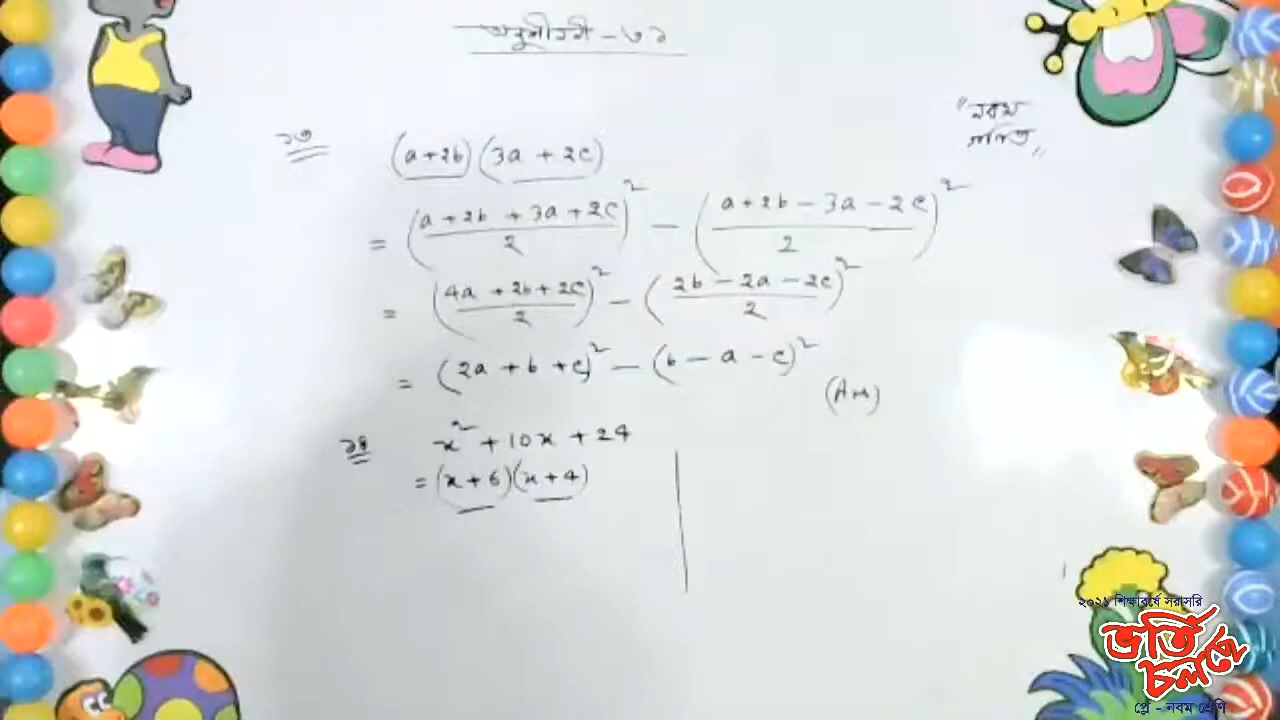 অনুশীলনী - ৩১
"নবম
গণিত"
১৩
(a+2b) (3a + 2c)
= ((a + 2b + 3a + 2c)/2)² - ((a + 2b - 3a - 2c)/2)²
= ((4a + 2b + 2c)/2)² - ((2b - 2a - 2c)/2)²
= (2a + b + c)² - (b - a - c)²
(Ans)
১৪
x² + 10x + 24
= (x + 6)(x + 4)
২০২১ শিক্ষাবর্ষে সরাসরি
ভর্তি
চলছে
প্লে - নবম শ্রেণি